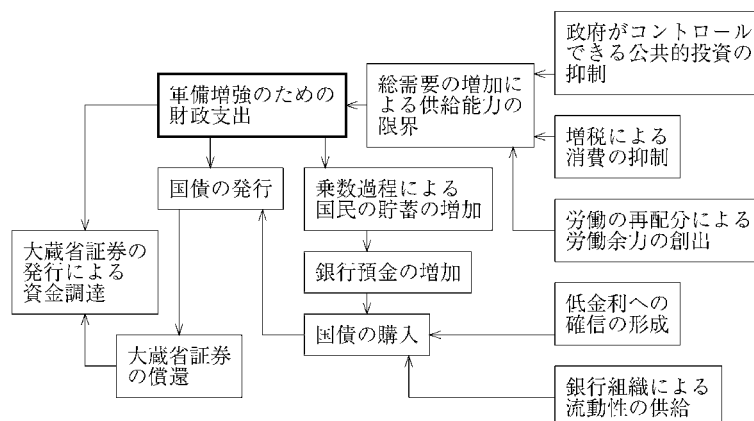 政府がコントロール
できる公共的投資の
抑制
軍備増強のための
財政支出
総需要の増加に
よる供給能力の
限界
増税による
消費の抑制
国債の発行
乗数過程による
国民の貯蓄の増加
労働の再配分による
労働余力の創出
大蔵省証券の
発行による
資金調達
銀行預金の増加
低金利への
確信の形成
国債の購入
大蔵省証券
の償還
銀行組織による
流動性の供給